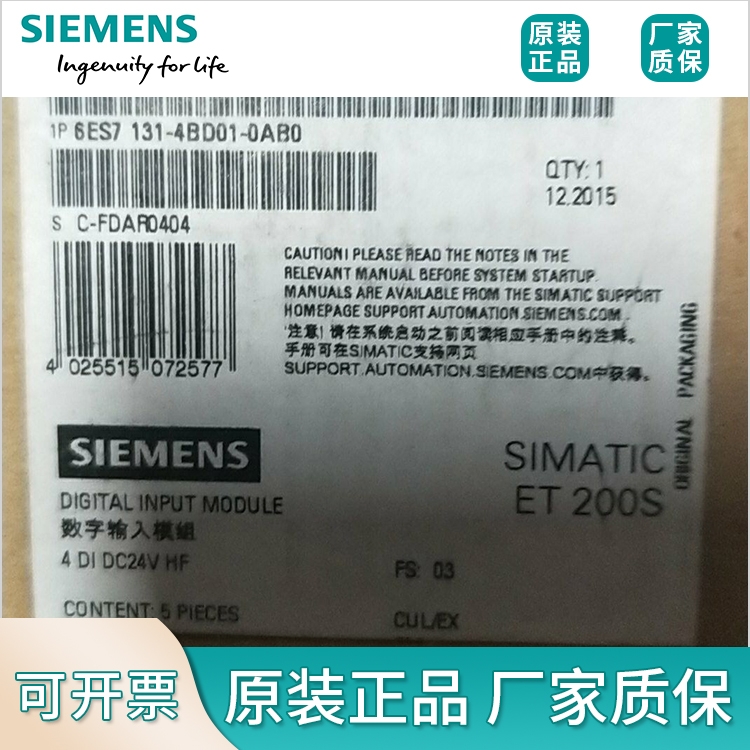 SIEMENS
Ingenuity for life
原装
正品
厂家
质保
1P 6ES7 131-4BD01-0AB0
QTY: 1
12.2015
S C-FDAR0404
CAUTION! PLEASE READ THE NOTES IN THE
RELEVANT MANUAL BEFORE SYSTEM STARTUP.
MANUALS ARE AVAILABLE FROM THE SIMATIC SUPPORT
HOMEPAGE SUPPORT.AUTOMATION.SIEMENS.COM.
注意! 请在系统启动之前阅读相应手册中的注释。
手册可在SIMATIC支持网页
SUPPORT.AUTOMATION.SIEMENS.COM中获得。
4 025515 072577
ORIGINAL PACKAGING
SIEMENS
SIMATIC
ET 200S
DIGITAL INPUT MODULE
数字输入模组
4 DI DC24V HF
FS: 03
CONTENT: 5 PIECES
CUL/EX
可开票
原装正品 厂家质保